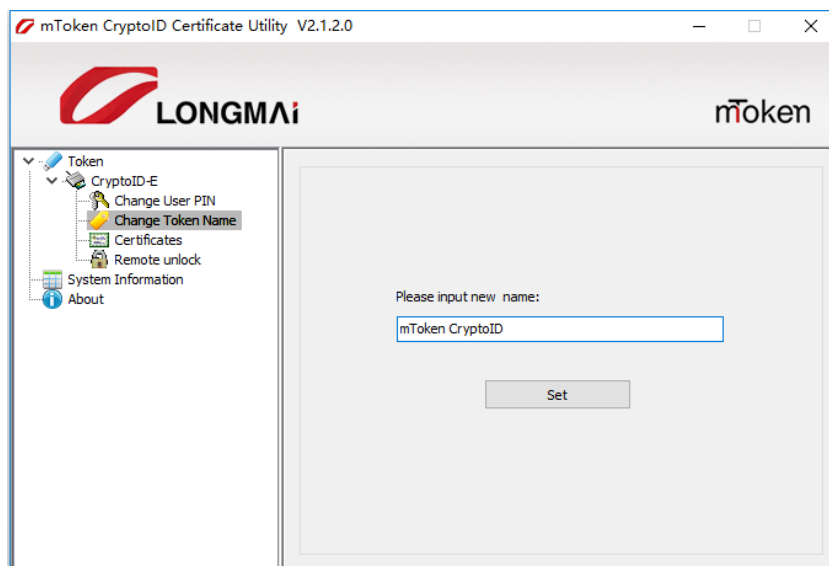 mToken CryptoID Certificate Utility V2.1.2.0
LONGMAi
mToken
Token
CryptoID-E
Change User PIN
Change Token Name
Certificates
Remote unlock
System Information
About
Please input new name:
mToken CryptoID
Set